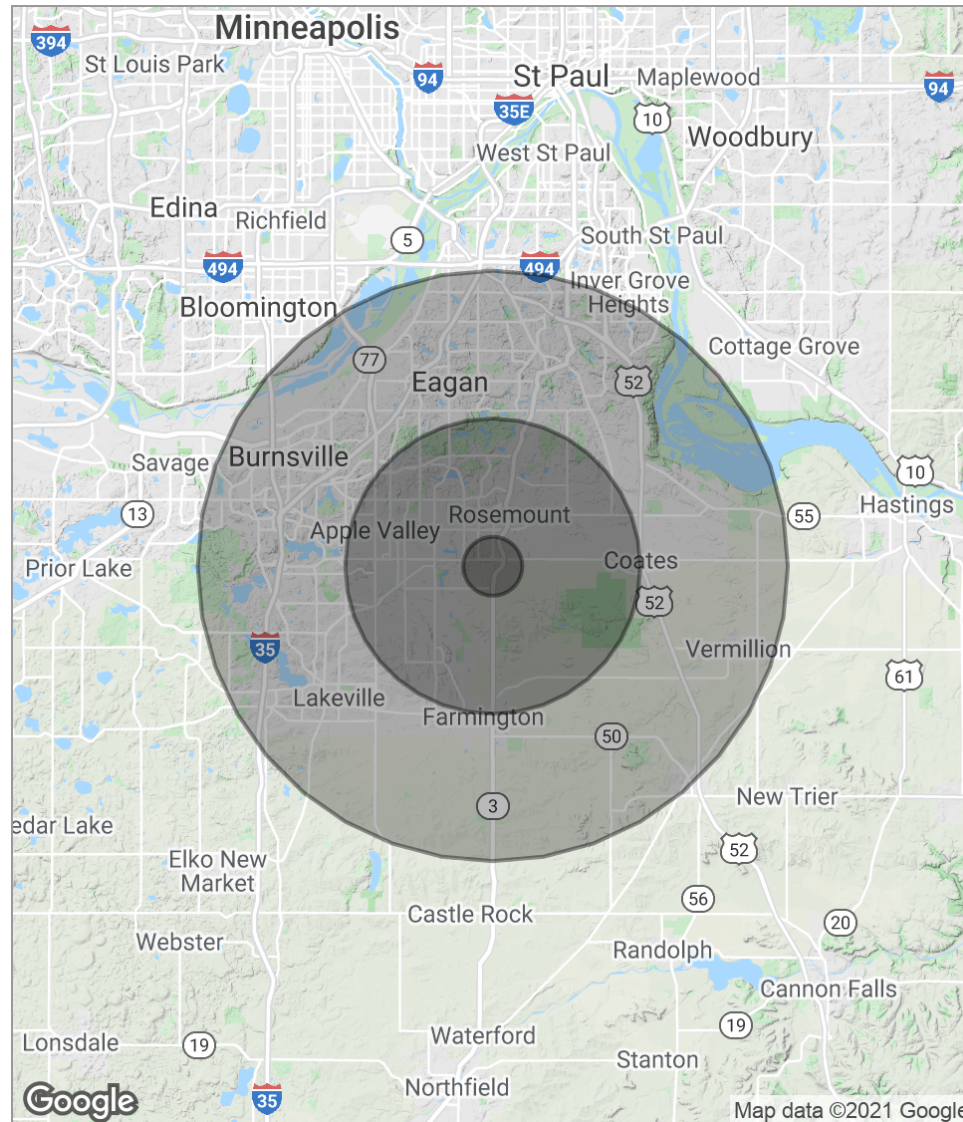 Minneapolis
394
St Louis Park
94
St Paul
Maplewood
94
35E
10
Woodbury
West St Paul
Edina
Richfield
5
South St Paul
494
494
Inver Grove
Heights
Bloomington
77
Cottage Grove
Eagan
52
Burnsville
Savage
10
Hastings
13
Rosemount
55
Apple Valley
Prior Lake
Coates
52
35
Vermillion
61
Lakeville
Farmington
50
3
New Trier
edar Lake
52
Elko New
Market
56
Castle Rock
20
Webster
Randolph
Cannon Falls
19
Waterford
Lonsdale
19
Stanton
Northfield
35
Google
Map data ©2021 Google